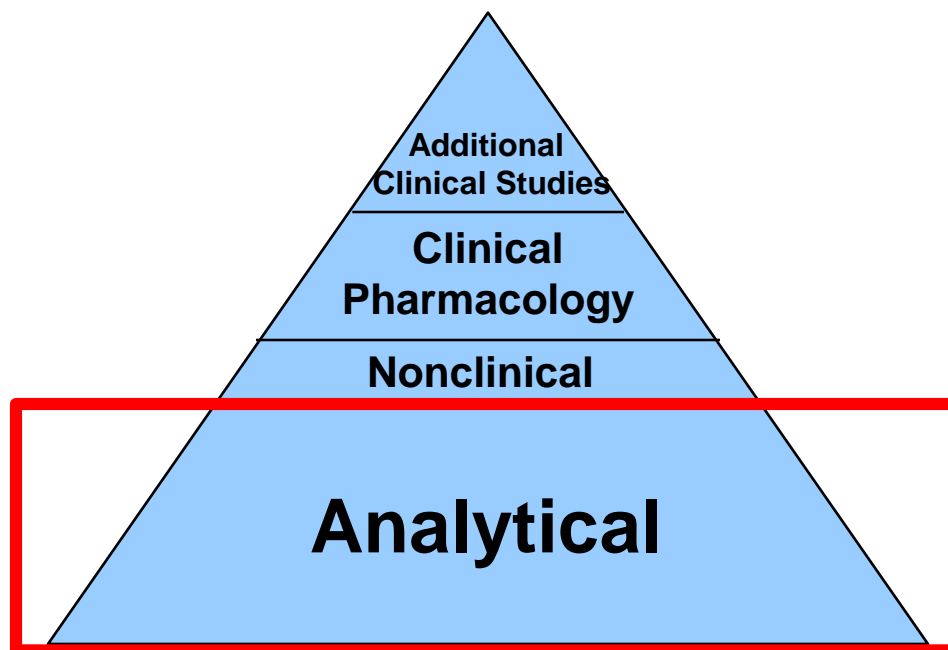 Additional
Clinical Studies
Clinical
Pharmacology
Nonclinical
Analytical